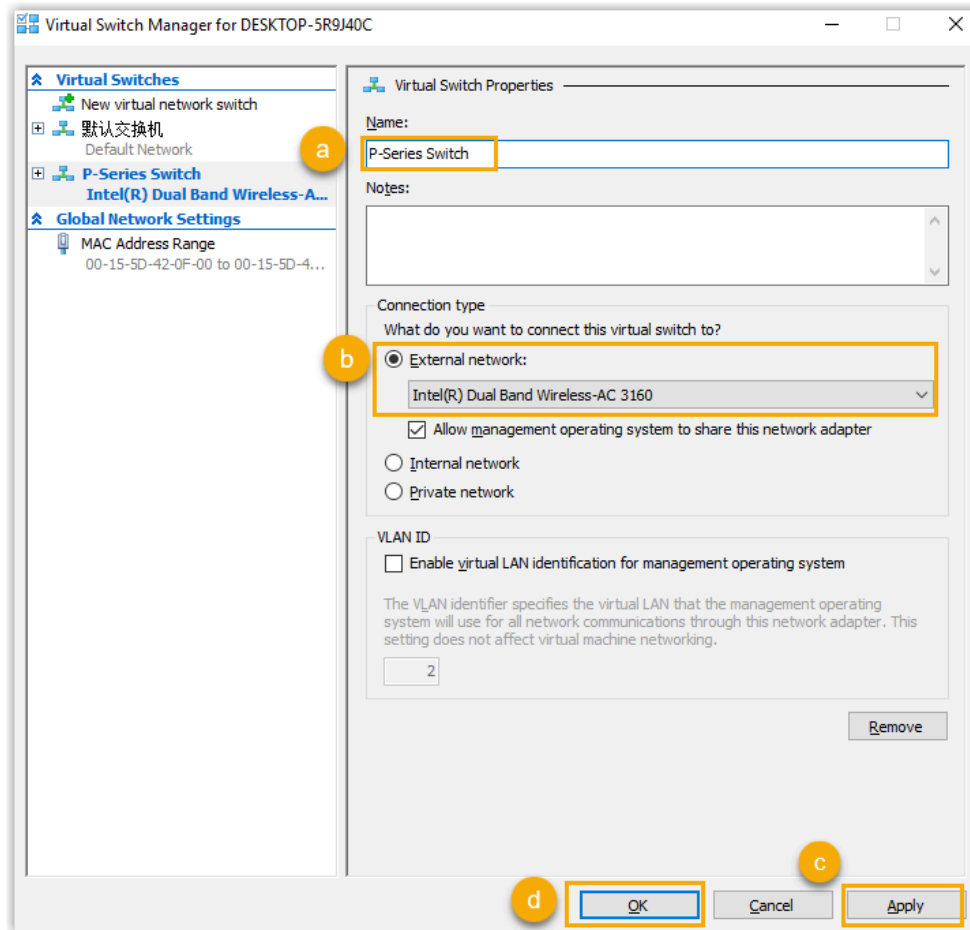 Virtual Switch Manager for DESKTOP-5R9J40C
Virtual Switches
New virtual network switch
默认交换机
Default Network
P-Series Switch
Intel(R) Dual Band Wireless-A...
Global Network Settings
MAC Address Range
00-15-5D-42-0F-00 to 00-15-5D-4...
Virtual Switch Properties
Name:
a
P-Series Switch
Notes:
Connection type
What do you want to connect this virtual switch to?
b
External network:
Intel(R) Dual Band Wireless-AC 3160
Allow management operating system to share this network adapter
Internal network
Private network
VLAN ID
Enable virtual LAN identification for management operating system
The VLAN identifier specifies the virtual LAN that the management operating
system will use for all network communications through this network adapter. This
setting does not affect virtual machine networking.
2
Remove
c
d
OK Cancel Apply